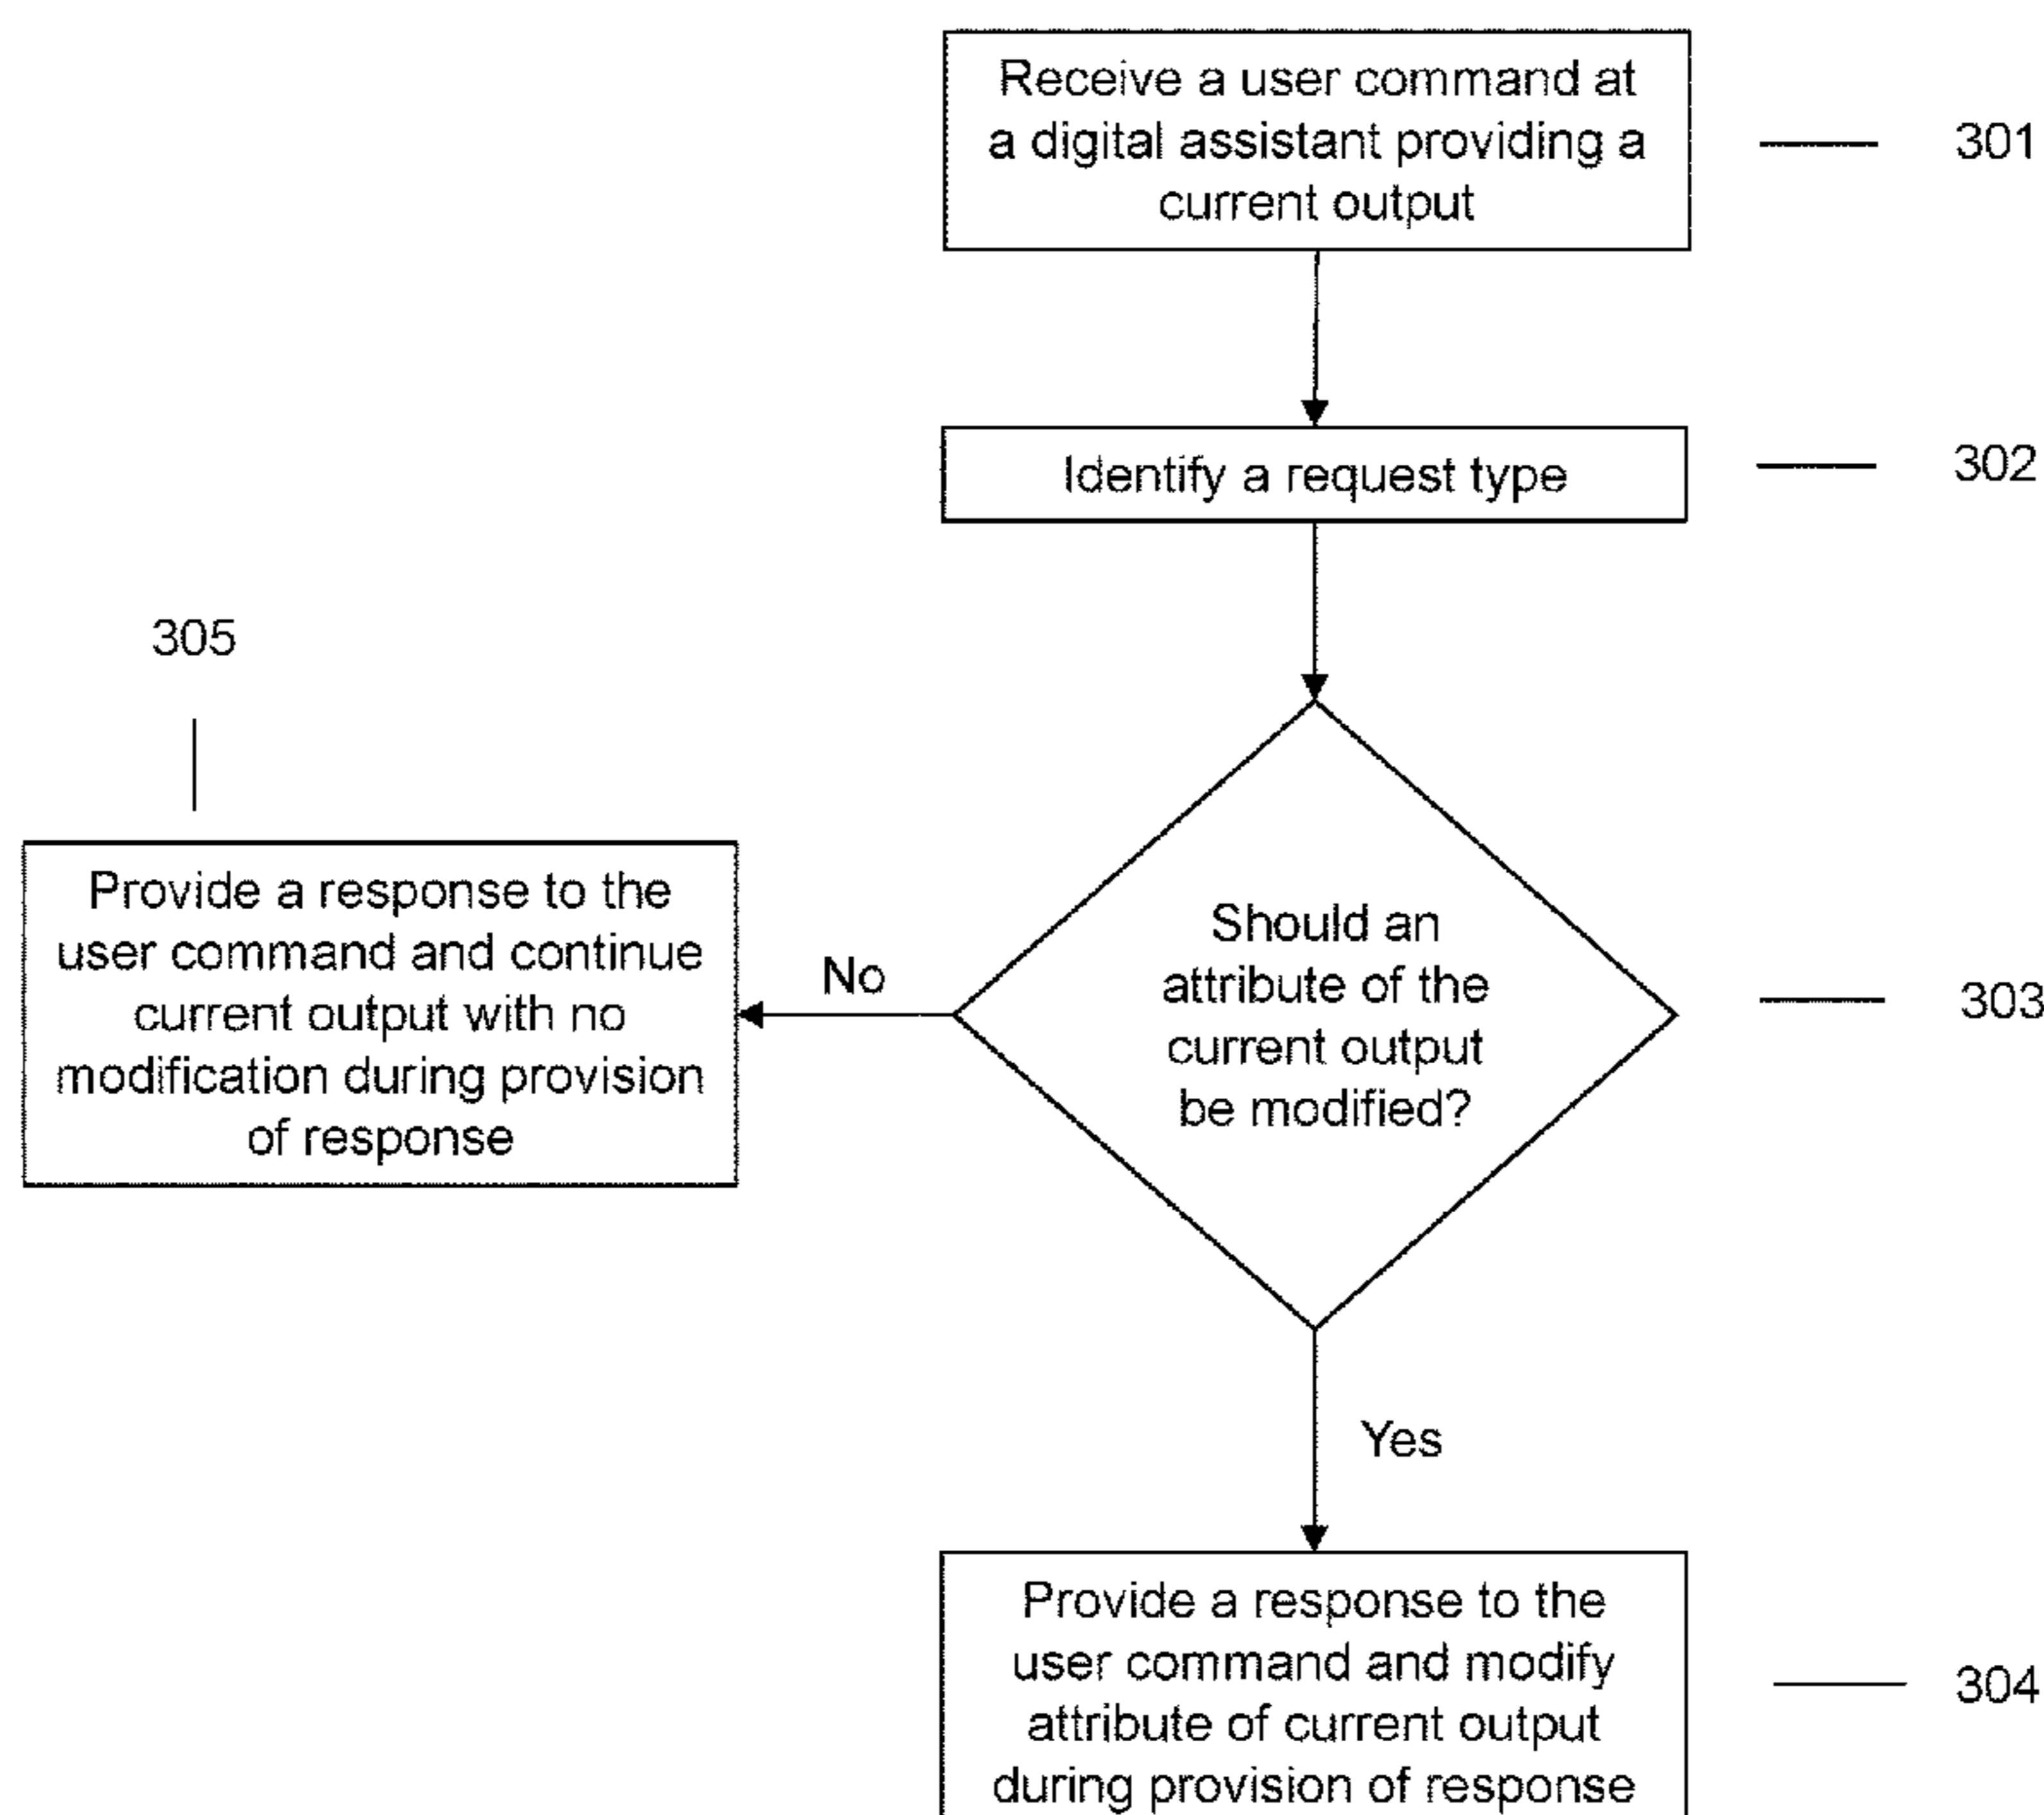 Receive a user command at
a digital assistant providing a
current output
301
Identify a request type
302
305
Provide a response to the
user command and continue
current output with no
modification during provision
of response
No
Should an
attribute of the
current output
be modified?
303
Yes
Provide a response to the
user command and modify
attribute of current output
during provision of response
304